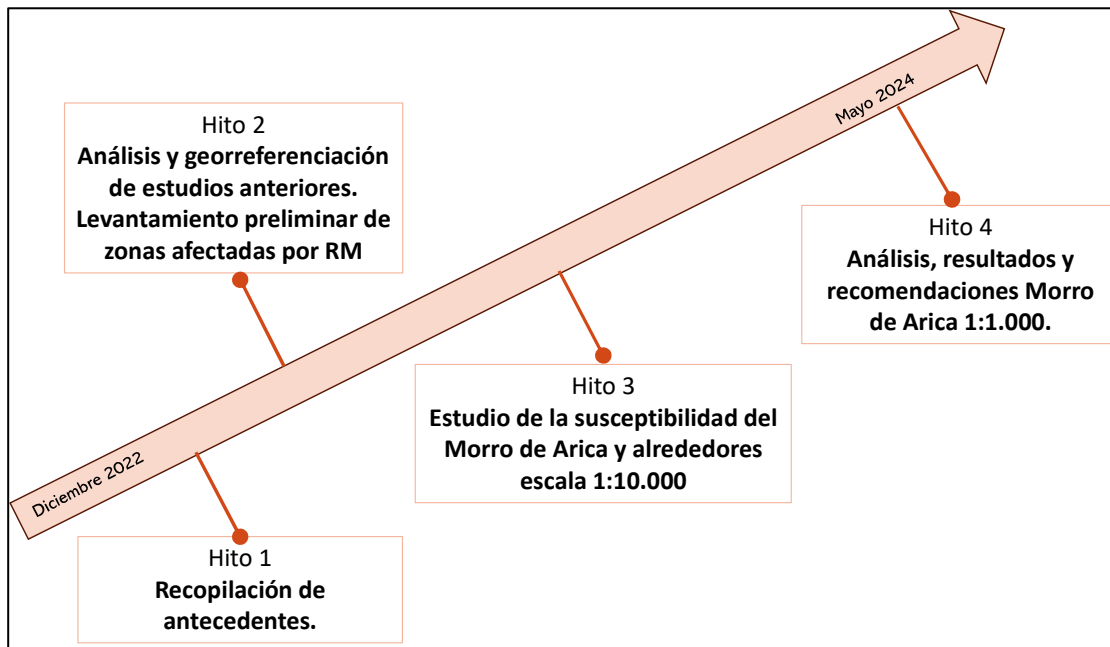 Mayo 2024
Hito 2
Análisis y georreferenciación
de estudios anteriores.
Levantamiento preliminar de
zonas afectadas por RM
Hito 4
Análisis, resultados y
recomendaciones Morro
de Arica 1:1.000.
Hito 3
Estudio de la susceptibilidad del
Morro de Arica y alrededores
escala 1:10.000
Diciembre 2022
Hito 1
Recopilación de
antecedentes.